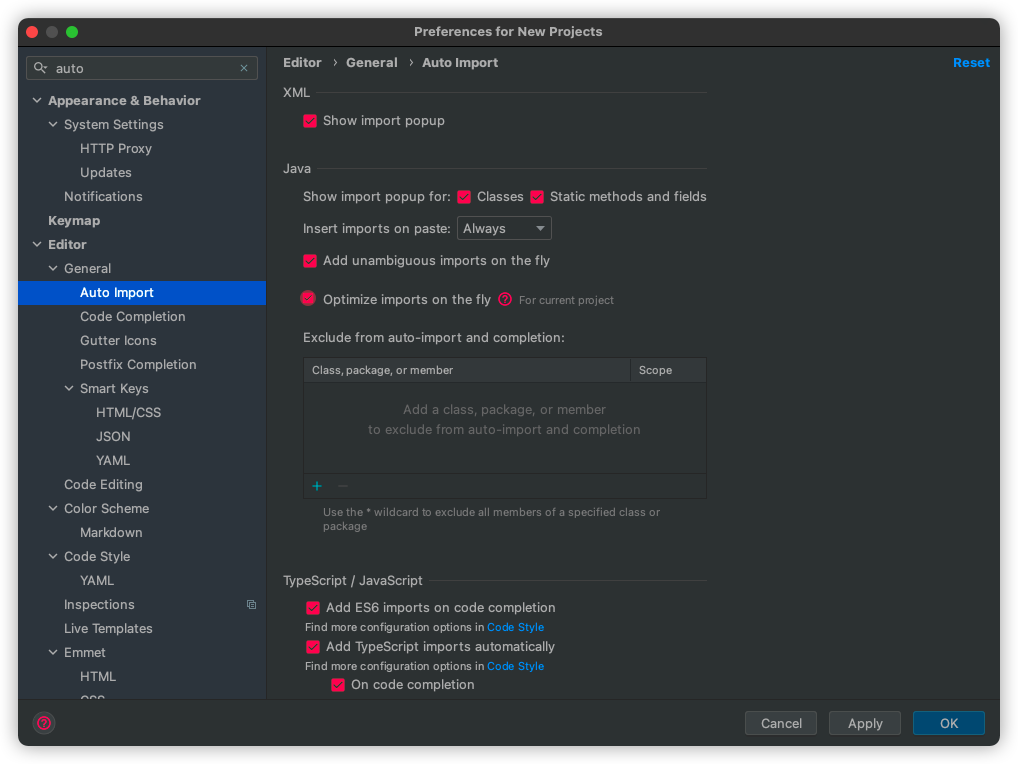 Preferences for New Projects
auto
Appearance & Behavior
System Settings
HTTP Proxy
Updates
Notifications
Keymap
Editor
General
Auto Import
Code Completion
Gutter Icons
Postfix Completion
Smart Keys
HTML/CSS
JSON
YAML
Code Editing
Color Scheme
Markdown
Code Style
YAML
Inspections
Live Templates
Emmet
HTML
CSS
Editor › General › Auto Import
Reset
XML
Show import popup
Java
Show import popup for: Classes Static methods and fields
Insert imports on paste: Always
Add unambiguous imports on the fly
Optimize imports on the fly ? For current project
Exclude from auto-import and completion:
Class, package, or member Scope
Add a class, package, or member
to exclude from auto-import and completion
Use the * wildcard to exclude all members of a specified class or
package
TypeScript / JavaScript
Add ES6 imports on code completion
Find more configuration options in Code Style
Add TypeScript imports automatically
Find more configuration options in Code Style
On code completion
?
Cancel Apply OK